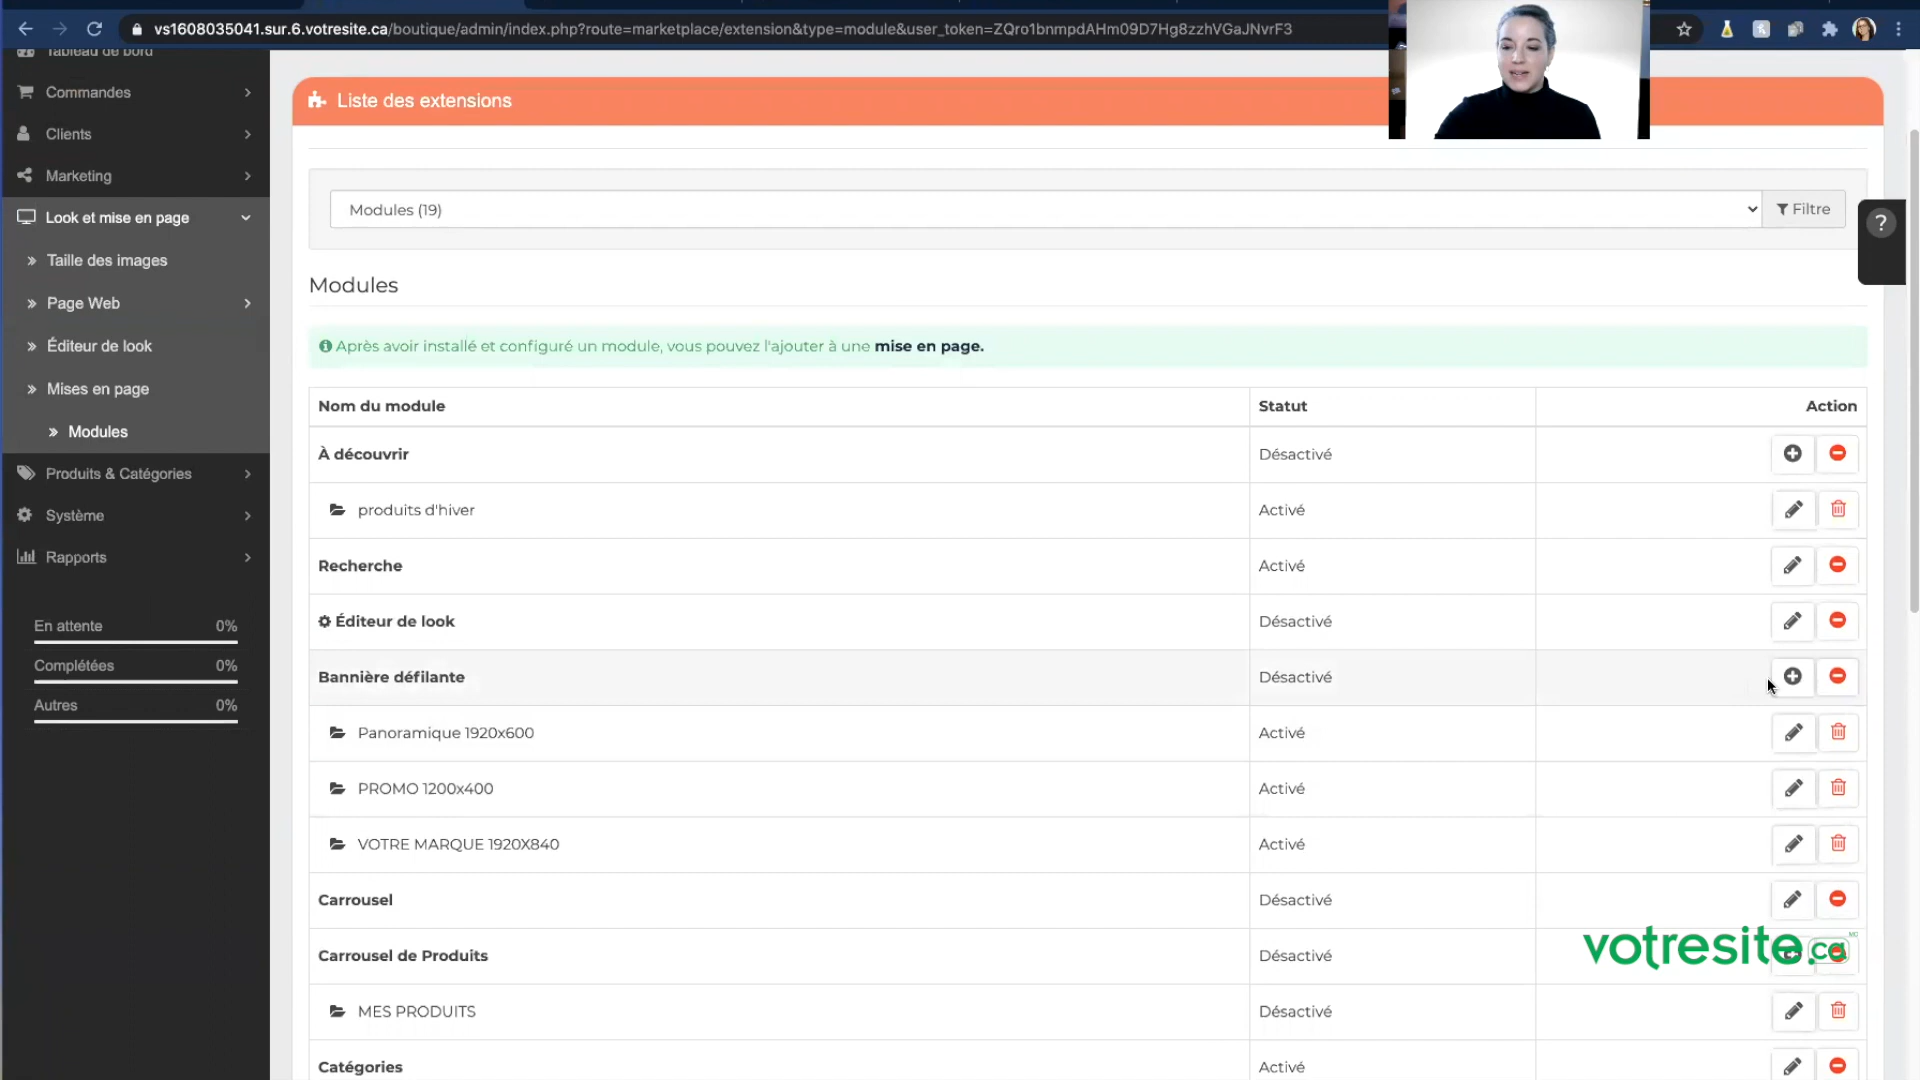 vs1608035041.sur.6.votresite.ca/boutique/admin/index.php?route=marketplace/extension&type=module&user_token=ZQro1bnmpdAHm09D7Hg8zzhVGaJNvrF3
Tableau de bord
Commandes
Clients
Marketing
Look et mise en page
Taille des images
Page Web
Éditeur de look
Mises en page
Modules
Produits & Catégories
Système
Rapports
En attente 0%
Complétées 0%
Autres 0%
Liste des extensions
Modules (19)
Filtre
?
Modules
Après avoir installé et configuré un module, vous pouvez l'ajouter à une mise en page.
Nom du module Statut Action
À découvrir Désactivé
produits d'hiver Activé
Recherche Activé
Éditeur de look Désactivé
Bannière défilante Désactivé
Panoramique 1920x600 Activé
PROMO 1200x400 Activé
VOTRE MARQUE 1920X840 Activé
Carrousel Désactivé
Carrousel de Produits Désactivé
MES PRODUITS Désactivé
Catégories Activé
votresite.ca MC